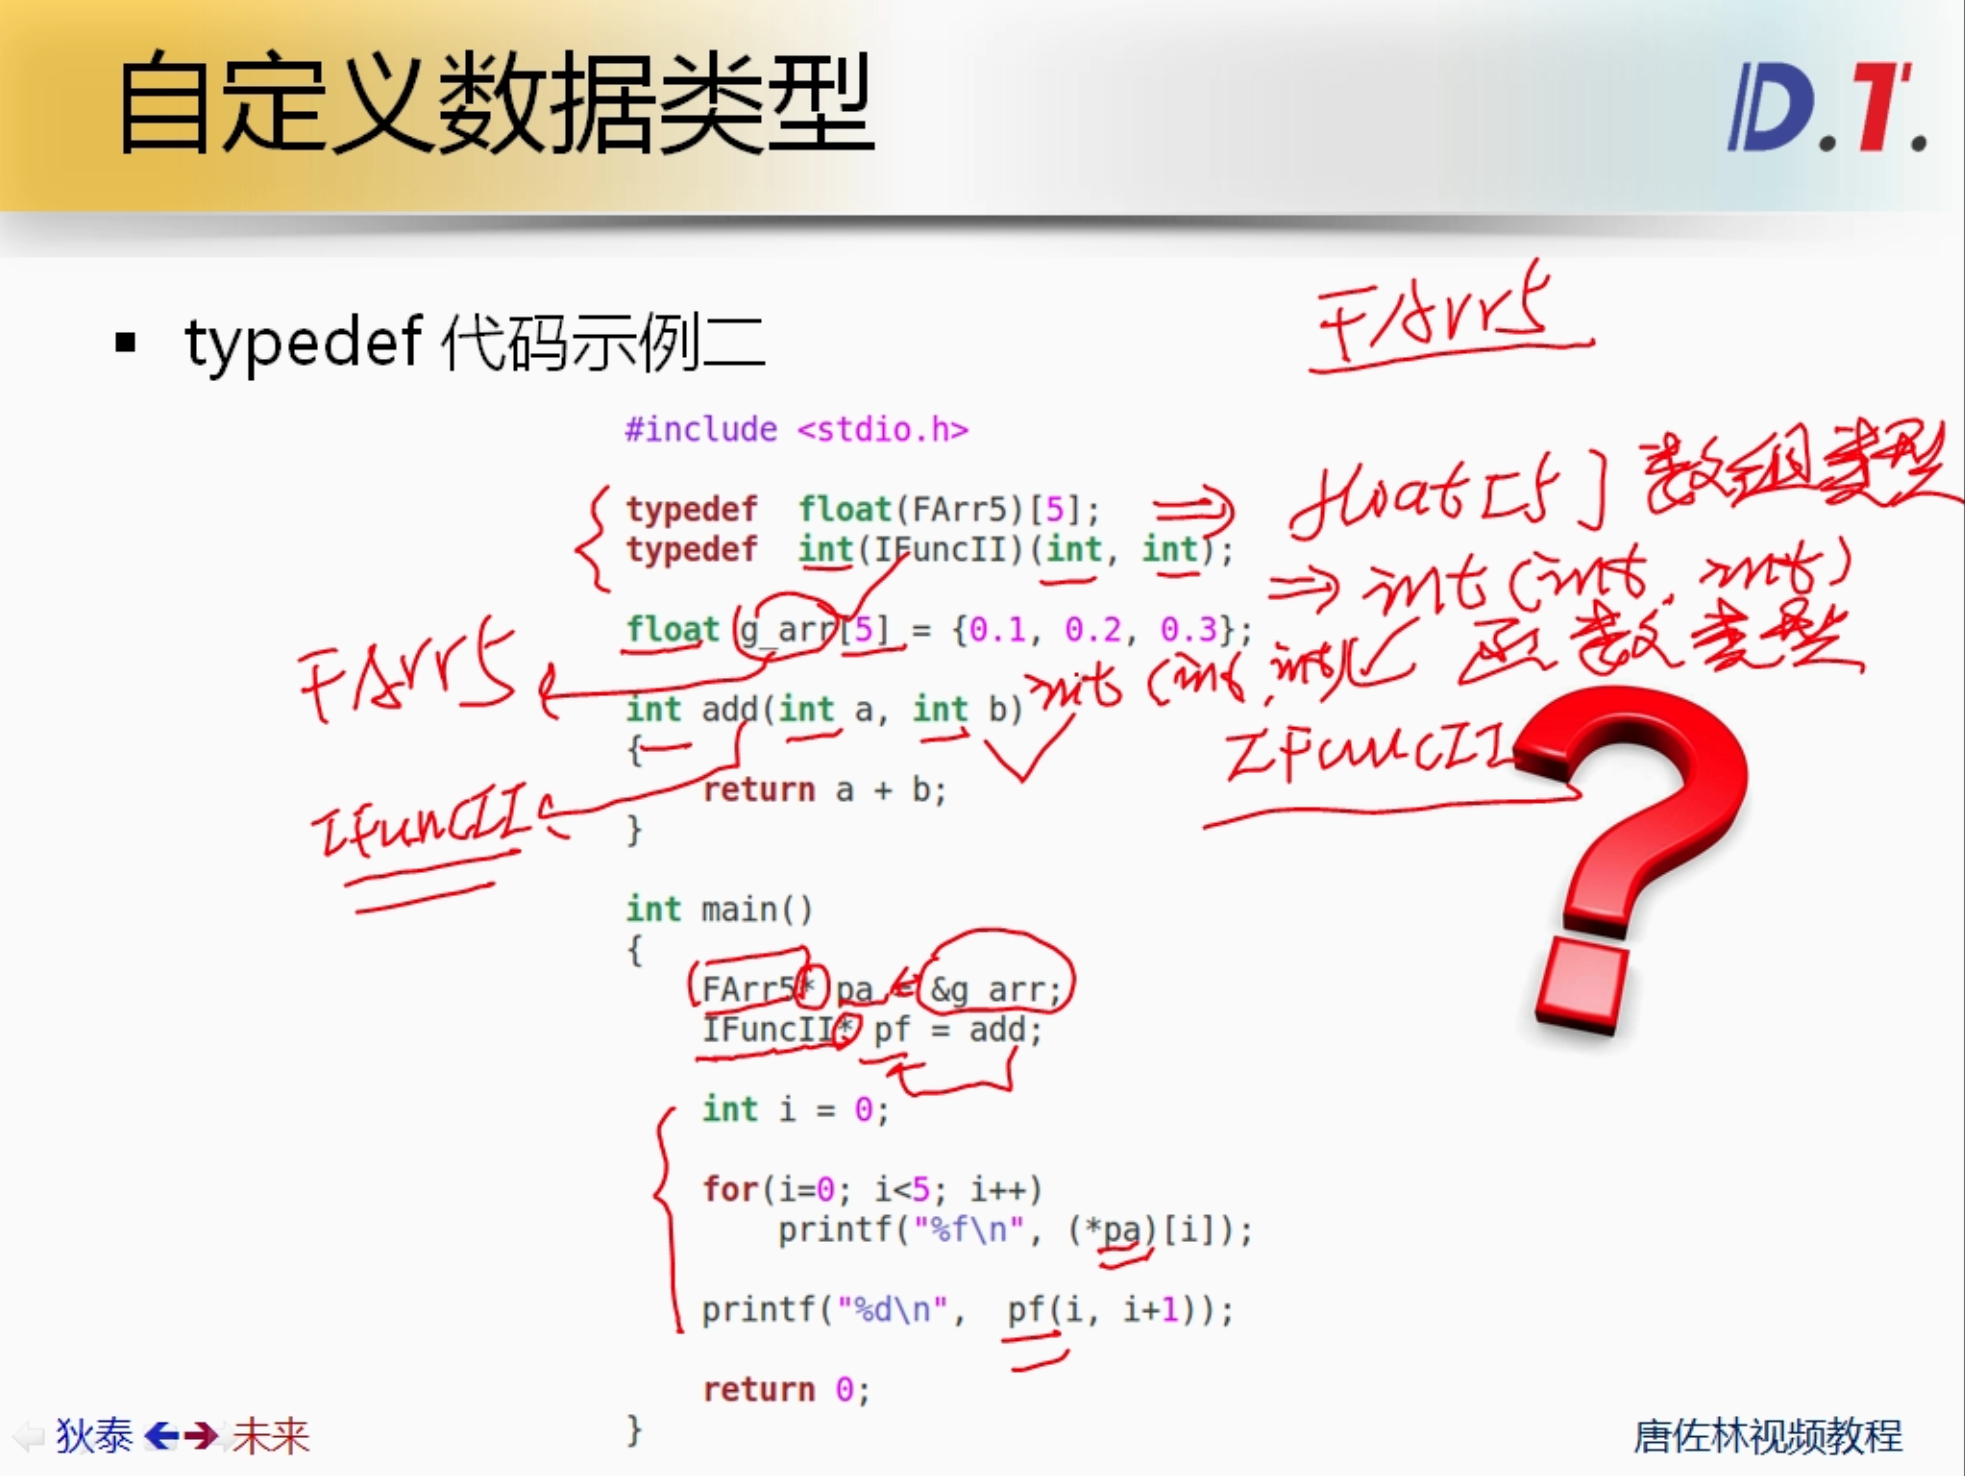 自定义数据类型
D.T.
▪ typedef 代码示例二
FArr5
#include <stdio.h>
typedef  float(FArr5)[5]; ⇒ float[5] 数组类型
typedef  int(IFuncII)(int, int); ⇒ int(int, int)
函数类型
float g_arr[5] = {0.1, 0.2, 0.3};
FArr5
int add(int a, int b) int(int, int)
IFuncII
{
return a + b;
IFuncII
}
int main()
{
FArr5* pa = &g_arr;
IFuncII* pf = add;
int i = 0;
for(i=0; i<5; i++)
printf("%f\n", (*pa)[i]);
printf("%d\n",  pf(i, i+1));
return 0;
}
狄泰 未来
唐佐林视频教程